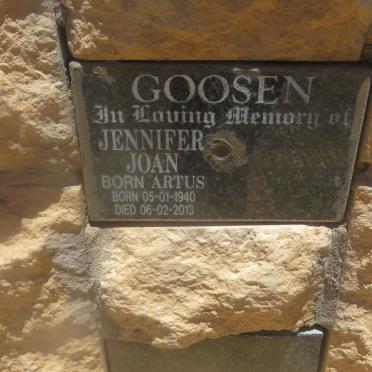 GOOSEN
In Loving Memory of
JENNIFER
JOAN
BORN ARTUS
BORN 05-01-1940
DIED 06-02-2013